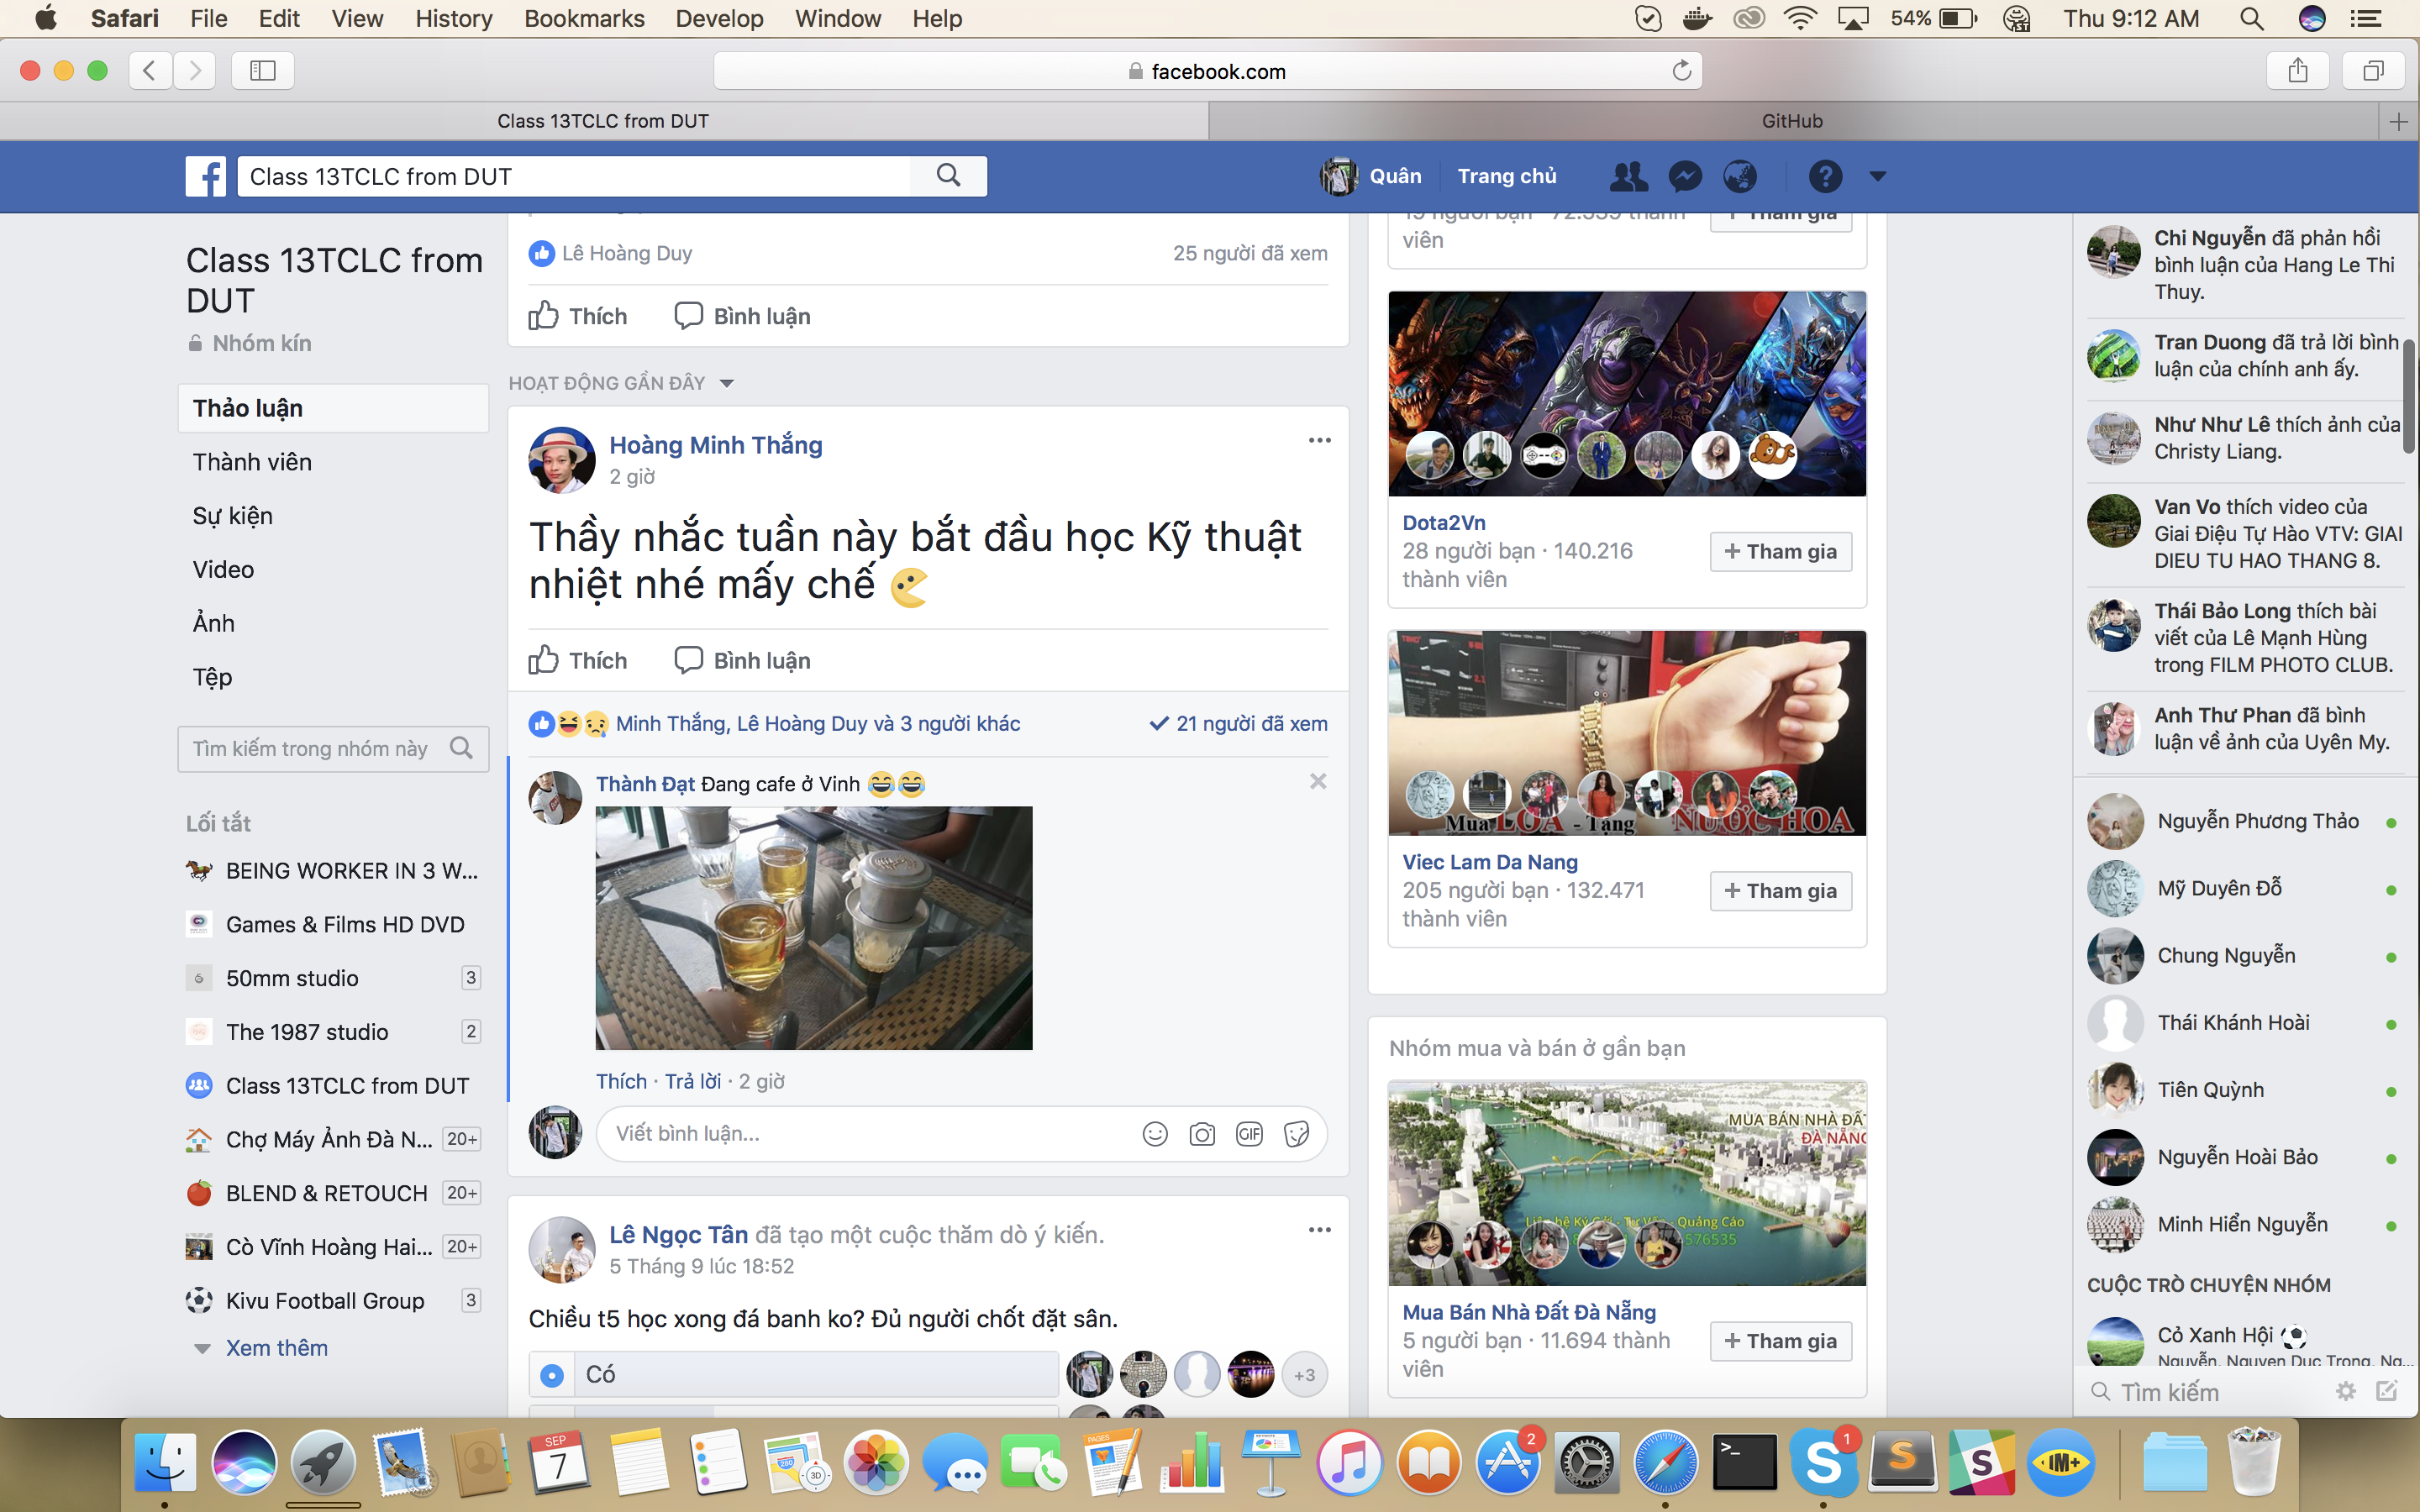 Safari File Edit View History Bookmarks Develop Window Help
54% Thu 9:12 AM
facebook.com
Class 13TCLC from DUT
GitHub
Class 13TCLC from DUT
Quân Trang chủ
Class 13TCLC from
DUT
Nhóm kín
Thảo luận
Thành viên
Sự kiện
Video
Ảnh
Tệp
Tìm kiếm trong nhóm này
Lối tắt
BEING WORKER IN 3 W...
Games & Films HD DVD
50mm studio 3
The 1987 studio 2
Class 13TCLC from DUT
Chợ Máy Ảnh Đà N... 20+
BLEND & RETOUCH 20+
Cò Vĩnh Hoàng Hai... 20+
Kivu Football Group 3
Xem thêm
Lê Hoàng Duy 25 người đã xem
Thích Bình luận
HOẠT ĐỘNG GẦN ĐÂY
Hoàng Minh Thắng
2 giờ
Thầy nhắc tuần này bắt đầu học Kỹ thuật
nhiệt nhé mấy chế
Thích Bình luận
Minh Thắng, Lê Hoàng Duy và 3 người khác 21 người đã xem
Thành Đạt Đang cafe ở Vinh 😂😂
Thích · Trả lời · 2 giờ
Viết bình luận...
GIF
Lê Ngọc Tân đã tạo một cuộc thăm dò ý kiến.
5 Tháng 9 lúc 18:52
Chiều t5 học xong đá banh ko? Đủ người chốt đặt sân.
Có
+3
15 người bạn · 72.339 thành
viên
+ Tham gia
Dota2Vn
28 người bạn · 140.216
thành viên
+ Tham gia
Mua LOA - Tặng NƯỚC HOA
Viec Lam Da Nang
205 người bạn · 132.471
thành viên
+ Tham gia
Nhóm mua và bán ở gần bạn
MUA BÁN NHÀ ĐẤT
ĐÀ NẴNG
Mua Bán Nhà Đất Đà Nẵng
5 người bạn · 11.694 thành
viên
+ Tham gia
Chi Nguyễn đã phản hồi
bình luận của Hang Le Thi
Thuy.
Tran Duong đã trả lời bình
luận của chính anh ấy.
Như Như Lê thích ảnh của
Christy Liang.
Van Vo thích video của
Giai Điệu Tự Hào VTV: GIAI
DIEU TU HAO THANG 8.
Thái Bảo Long thích bài
viết của Lê Mạnh Hùng
trong FILM PHOTO CLUB.
Anh Thư Phan đã bình
luận về ảnh của Uyên My.
Nguyễn Phương Thảo
Mỹ Duyên Đỗ
Chung Nguyễn
Thái Khánh Hoài
Tiên Quỳnh
Nguyễn Hoài Bảo
Minh Hiển Nguyễn
CUỘC TRÒ CHUYỆN NHÓM
Cỏ Xanh Hội
Nguyễn, Nguyen Duc Trong, Ng...
Tìm kiếm
SEP
7
280
3D
PAGES
2
1
IM+